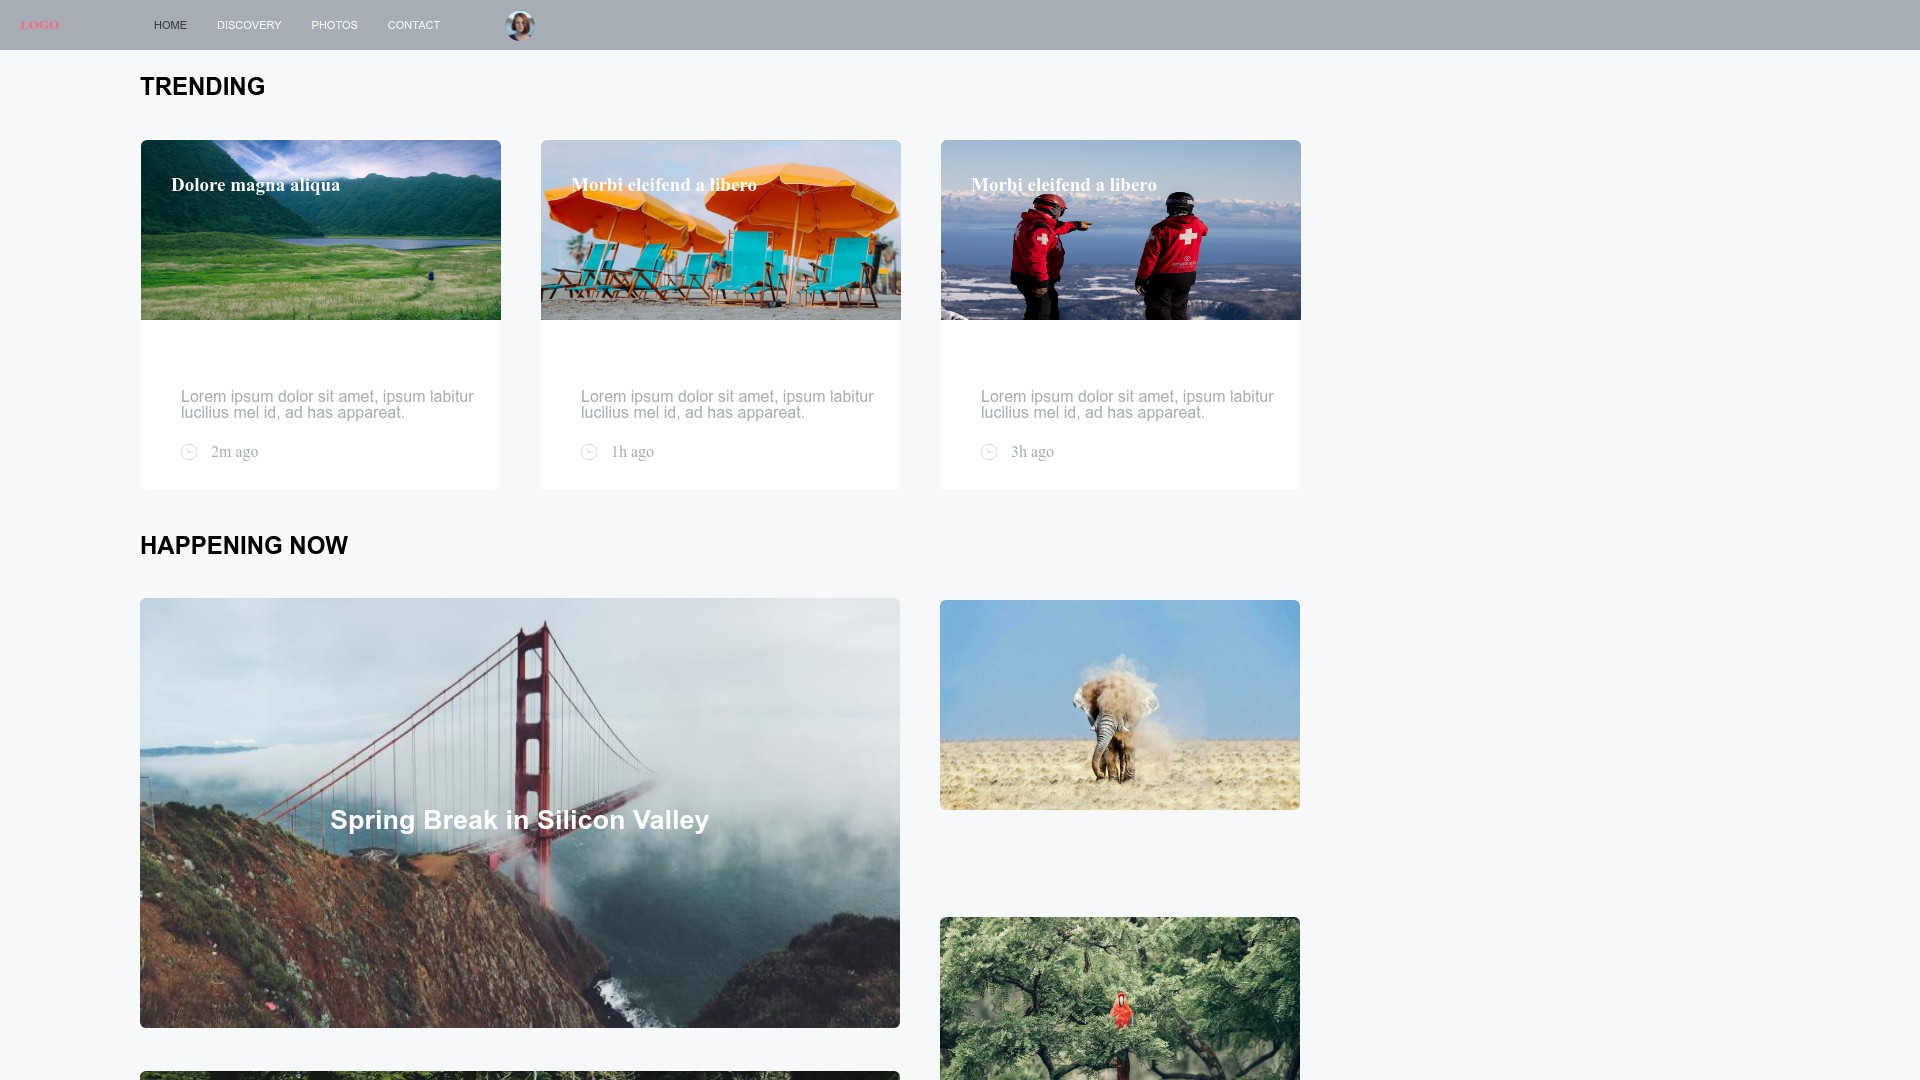 LOGO
HOME
DISCOVERY
PHOTOS
CONTACT
TRENDING
Dolore magna aliqua
Morbi eleifend a libero
Morbi eleifend a libero
Lorem ipsum dolor sit amet, ipsum labitur
lucilius mel id, ad has appareat.
2m ago
Lorem ipsum dolor sit amet, ipsum labitur
lucilius mel id, ad has appareat.
1h ago
Lorem ipsum dolor sit amet, ipsum labitur
lucilius mel id, ad has appareat.
3h ago
HAPPENING NOW
Spring Break in Silicon Valley